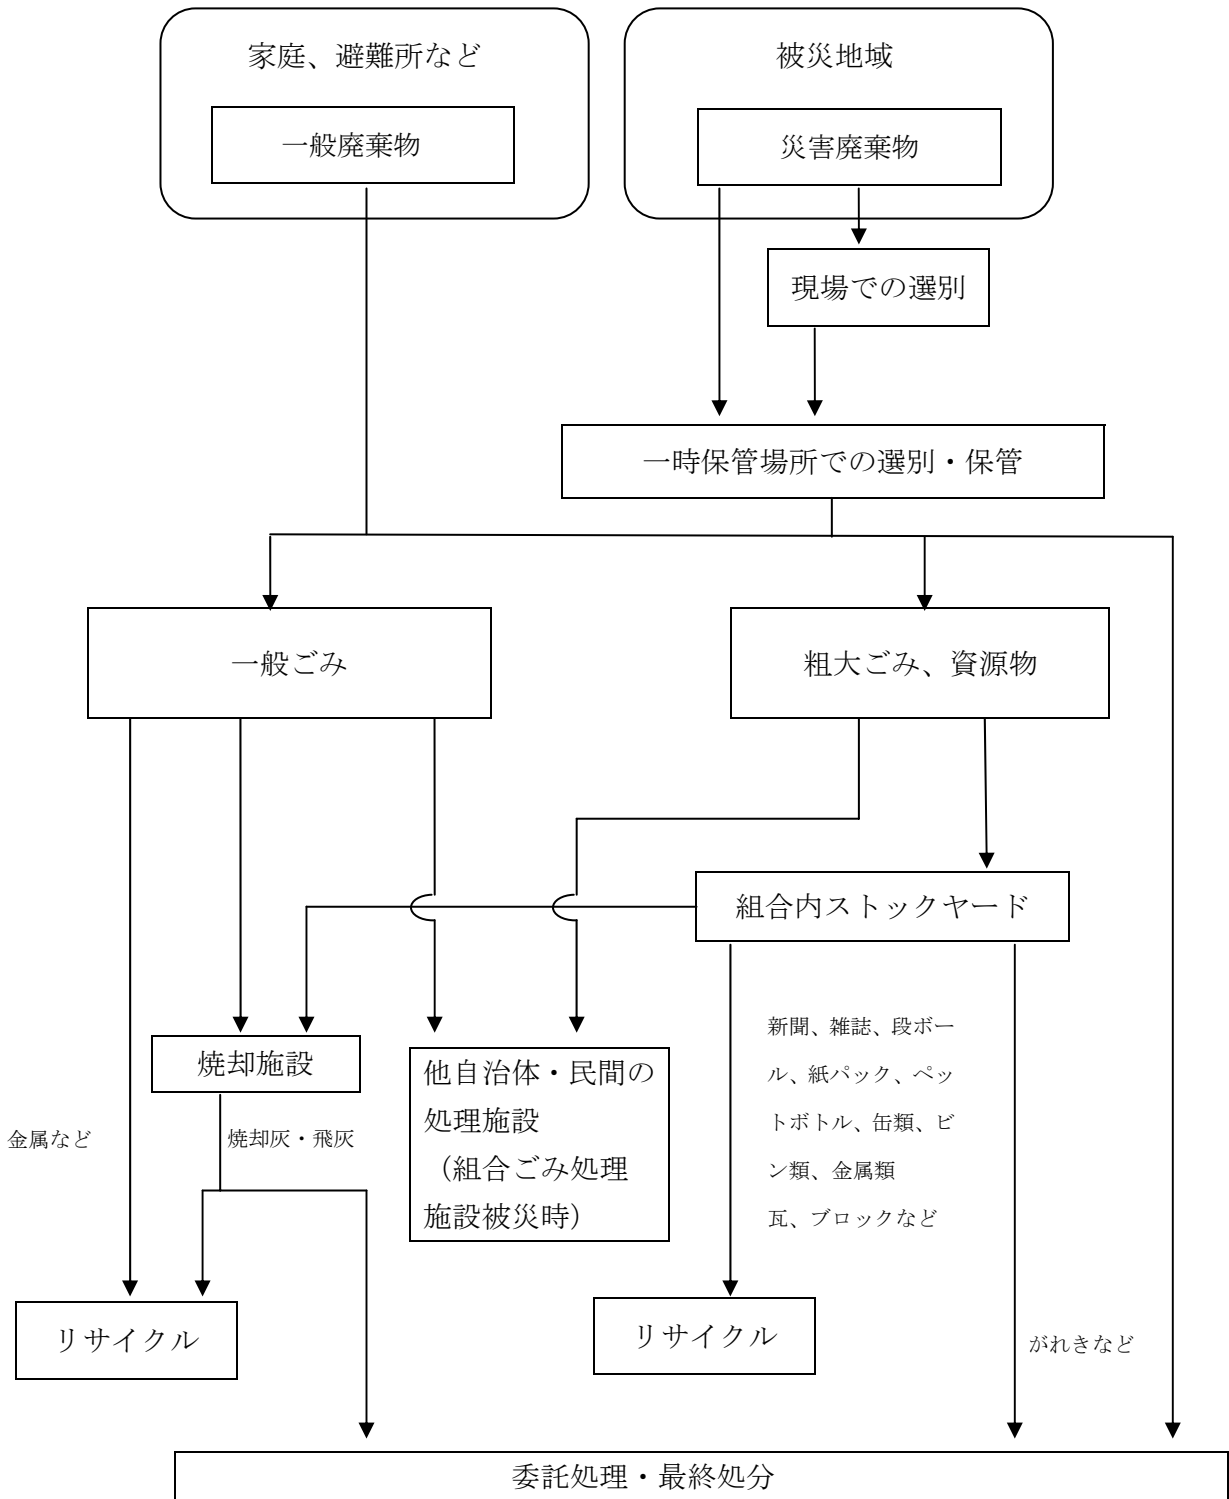 家庭、避難所など
被災地域
一般廃棄物
災害廃棄物
現場での選別
一時保管場所での選別・保管
一般ごみ
粗大ごみ、資源物
組合内ストックヤード
焼却施設
他自治体・民間の
処理施設
（組合ごみ処理
施設被災時）
新聞、雑誌、段ボー
ル、紙パック、ペッ
トボトル、缶類、ビ
ン類、金属類
瓦、ブロックなど
金属など
焼却灰・飛灰
リサイクル
リサイクル
がれきなど
委託処理・最終処分